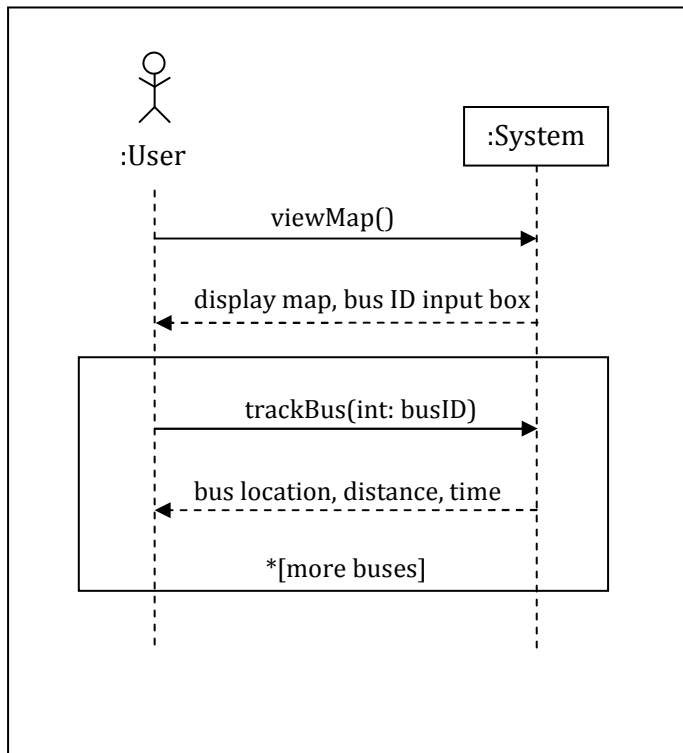 :User
:System
viewMap()
display map, bus ID input box
trackBus(int: busID)
bus location, distance, time
*[more buses]